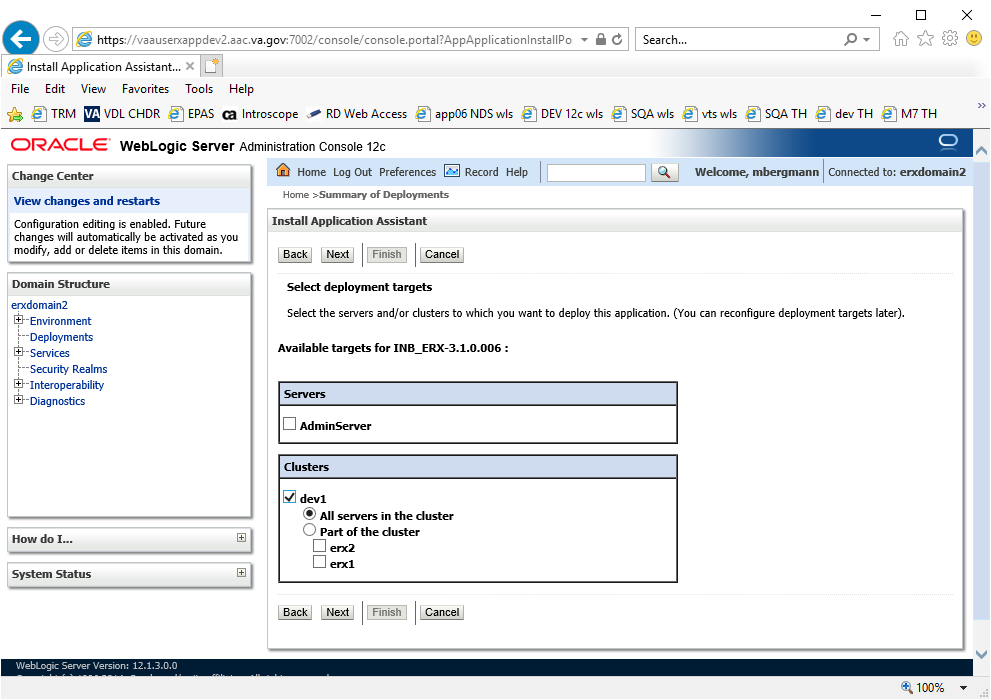 https://vaauserxappdev2.aac.va.gov:7002/console/console.portal?AppApplicationInstallPo
Search...
Install Application Assistant...
File Edit View Favorites Tools Help
TRM VA VDL CHDR EPAS ca Introscope RD Web Access app06 NDS wls DEV 12c wls SQA wls vts wls SQA TH dev TH M7 TH
ORACLE WebLogic Server Administration Console 12c
Change Center
View changes and restarts
Configuration editing is enabled. Future
changes will automatically be activated as you
modify, add or delete items in this domain.
Domain Structure
erxdomain2
Environment
Deployments
Services
Security Realms
Interoperability
Diagnostics
How do I...
System Status
Home Log Out Preferences Record Help
Welcome, mbergmann
Connected to: erxdomain2
Home >Summary of Deployments
Install Application Assistant
Back Next Finish Cancel
Select deployment targets
Select the servers and/or clusters to which you want to deploy this application. (You can reconfigure deployment targets later).
Available targets for INB_ERX-3.1.0.006 :
Servers
AdminServer
Clusters
dev1
All servers in the cluster
Part of the cluster
erx2
erx1
Back Next Finish Cancel
WebLogic Server Version: 12.1.3.0.0
100%